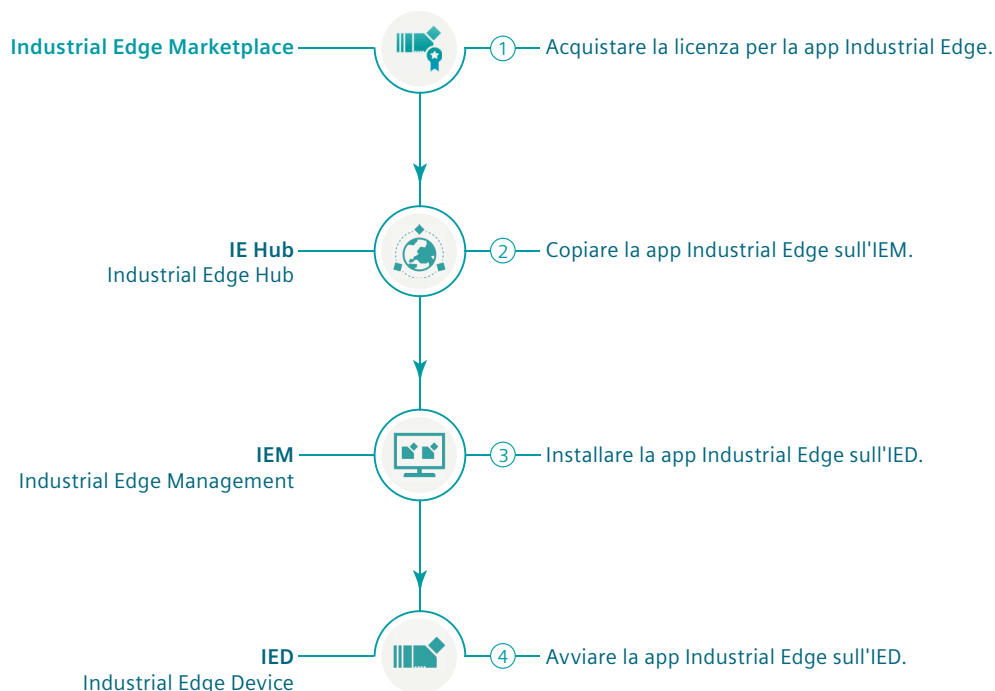 Industrial Edge Marketplace
1
Acquistare la licenza per la app Industrial Edge.
IE Hub
Industrial Edge Hub
2
Copiare la app Industrial Edge sull'IEM.
IEM
Industrial Edge Management
3
Installare la app Industrial Edge sull'IED.
IED
Industrial Edge Device
4
Avviare la app Industrial Edge sull'IED.